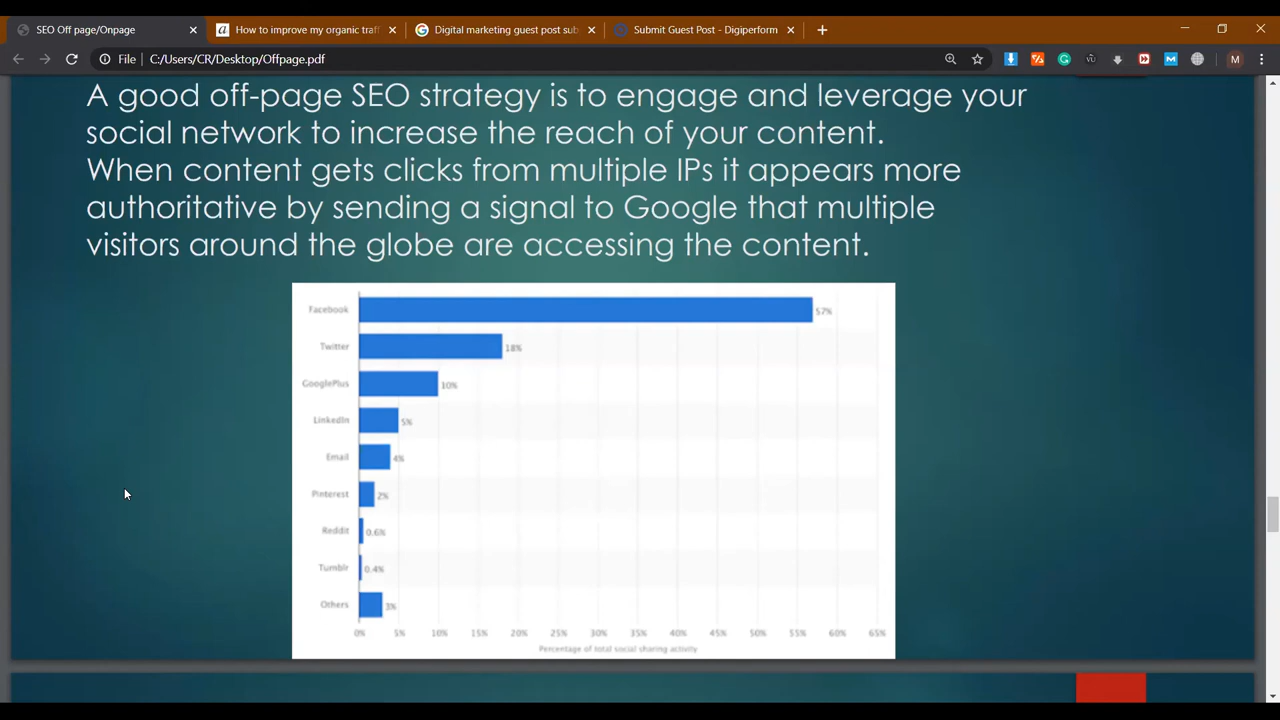 SEO Off page/Onpage
How to improve my organic traf
Digital marketing guest post sub
Submit Guest Post - Digiperform
File
C:/Users/CR/Desktop/Offpage.pdf
M
A good off-page SEO strategy is to engage and leverage your
social network to increase the reach of your content.
When content gets clicks from multiple IPs it appears more
authoritative by sending a signal to Google that multiple
visitors around the globe are accessing the content.
Facebook 57%
Twitter 18%
GooglePlus 10%
LinkedIn 5%
Email 4%
Pinterest 2%
Reddit 0.6%
Tumblr 0.4%
Others 3%
0% 5% 10% 15% 20% 25% 30% 35% 40% 45% 50% 55% 60% 65%
Percentage of total social sharing activity